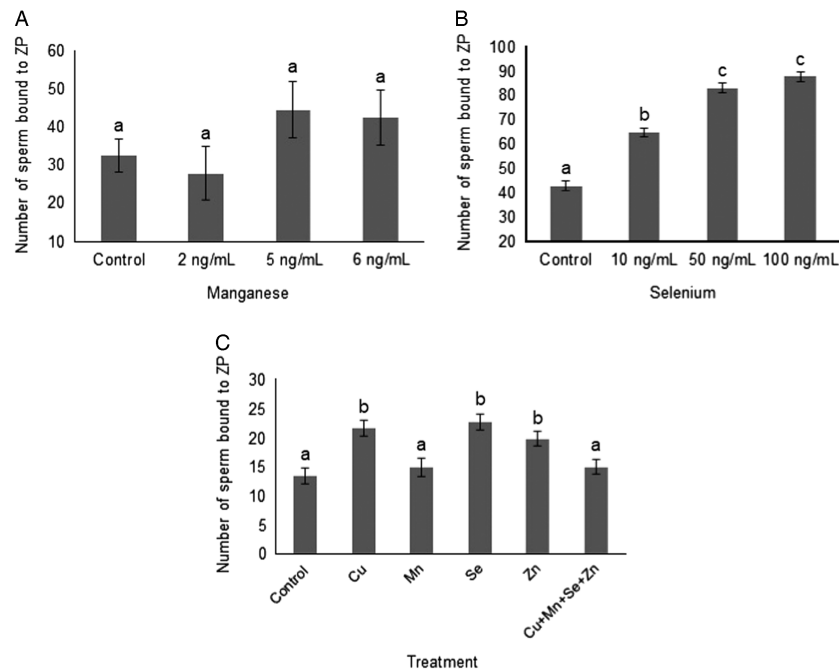 A
Number of sperm bound to ZP
60
50
40
30
20
10
a
a
a
a
Control
2 ng/mL
5 ng/mL
6 ng/mL
Manganese
B
Number of sperm bound to ZP
100
90
80
70
60
50
40
30
20
a
b
c
c
Control
10 ng/mL
50 ng/mL
100 ng/mL
Selenium
C
Number of sperm bound to ZP
30
25
20
15
10
5
0
a
b
a
b
b
a
Control
Cu
Mn
Se
Zn
Cu+Mn+Se+Zn
Treatment